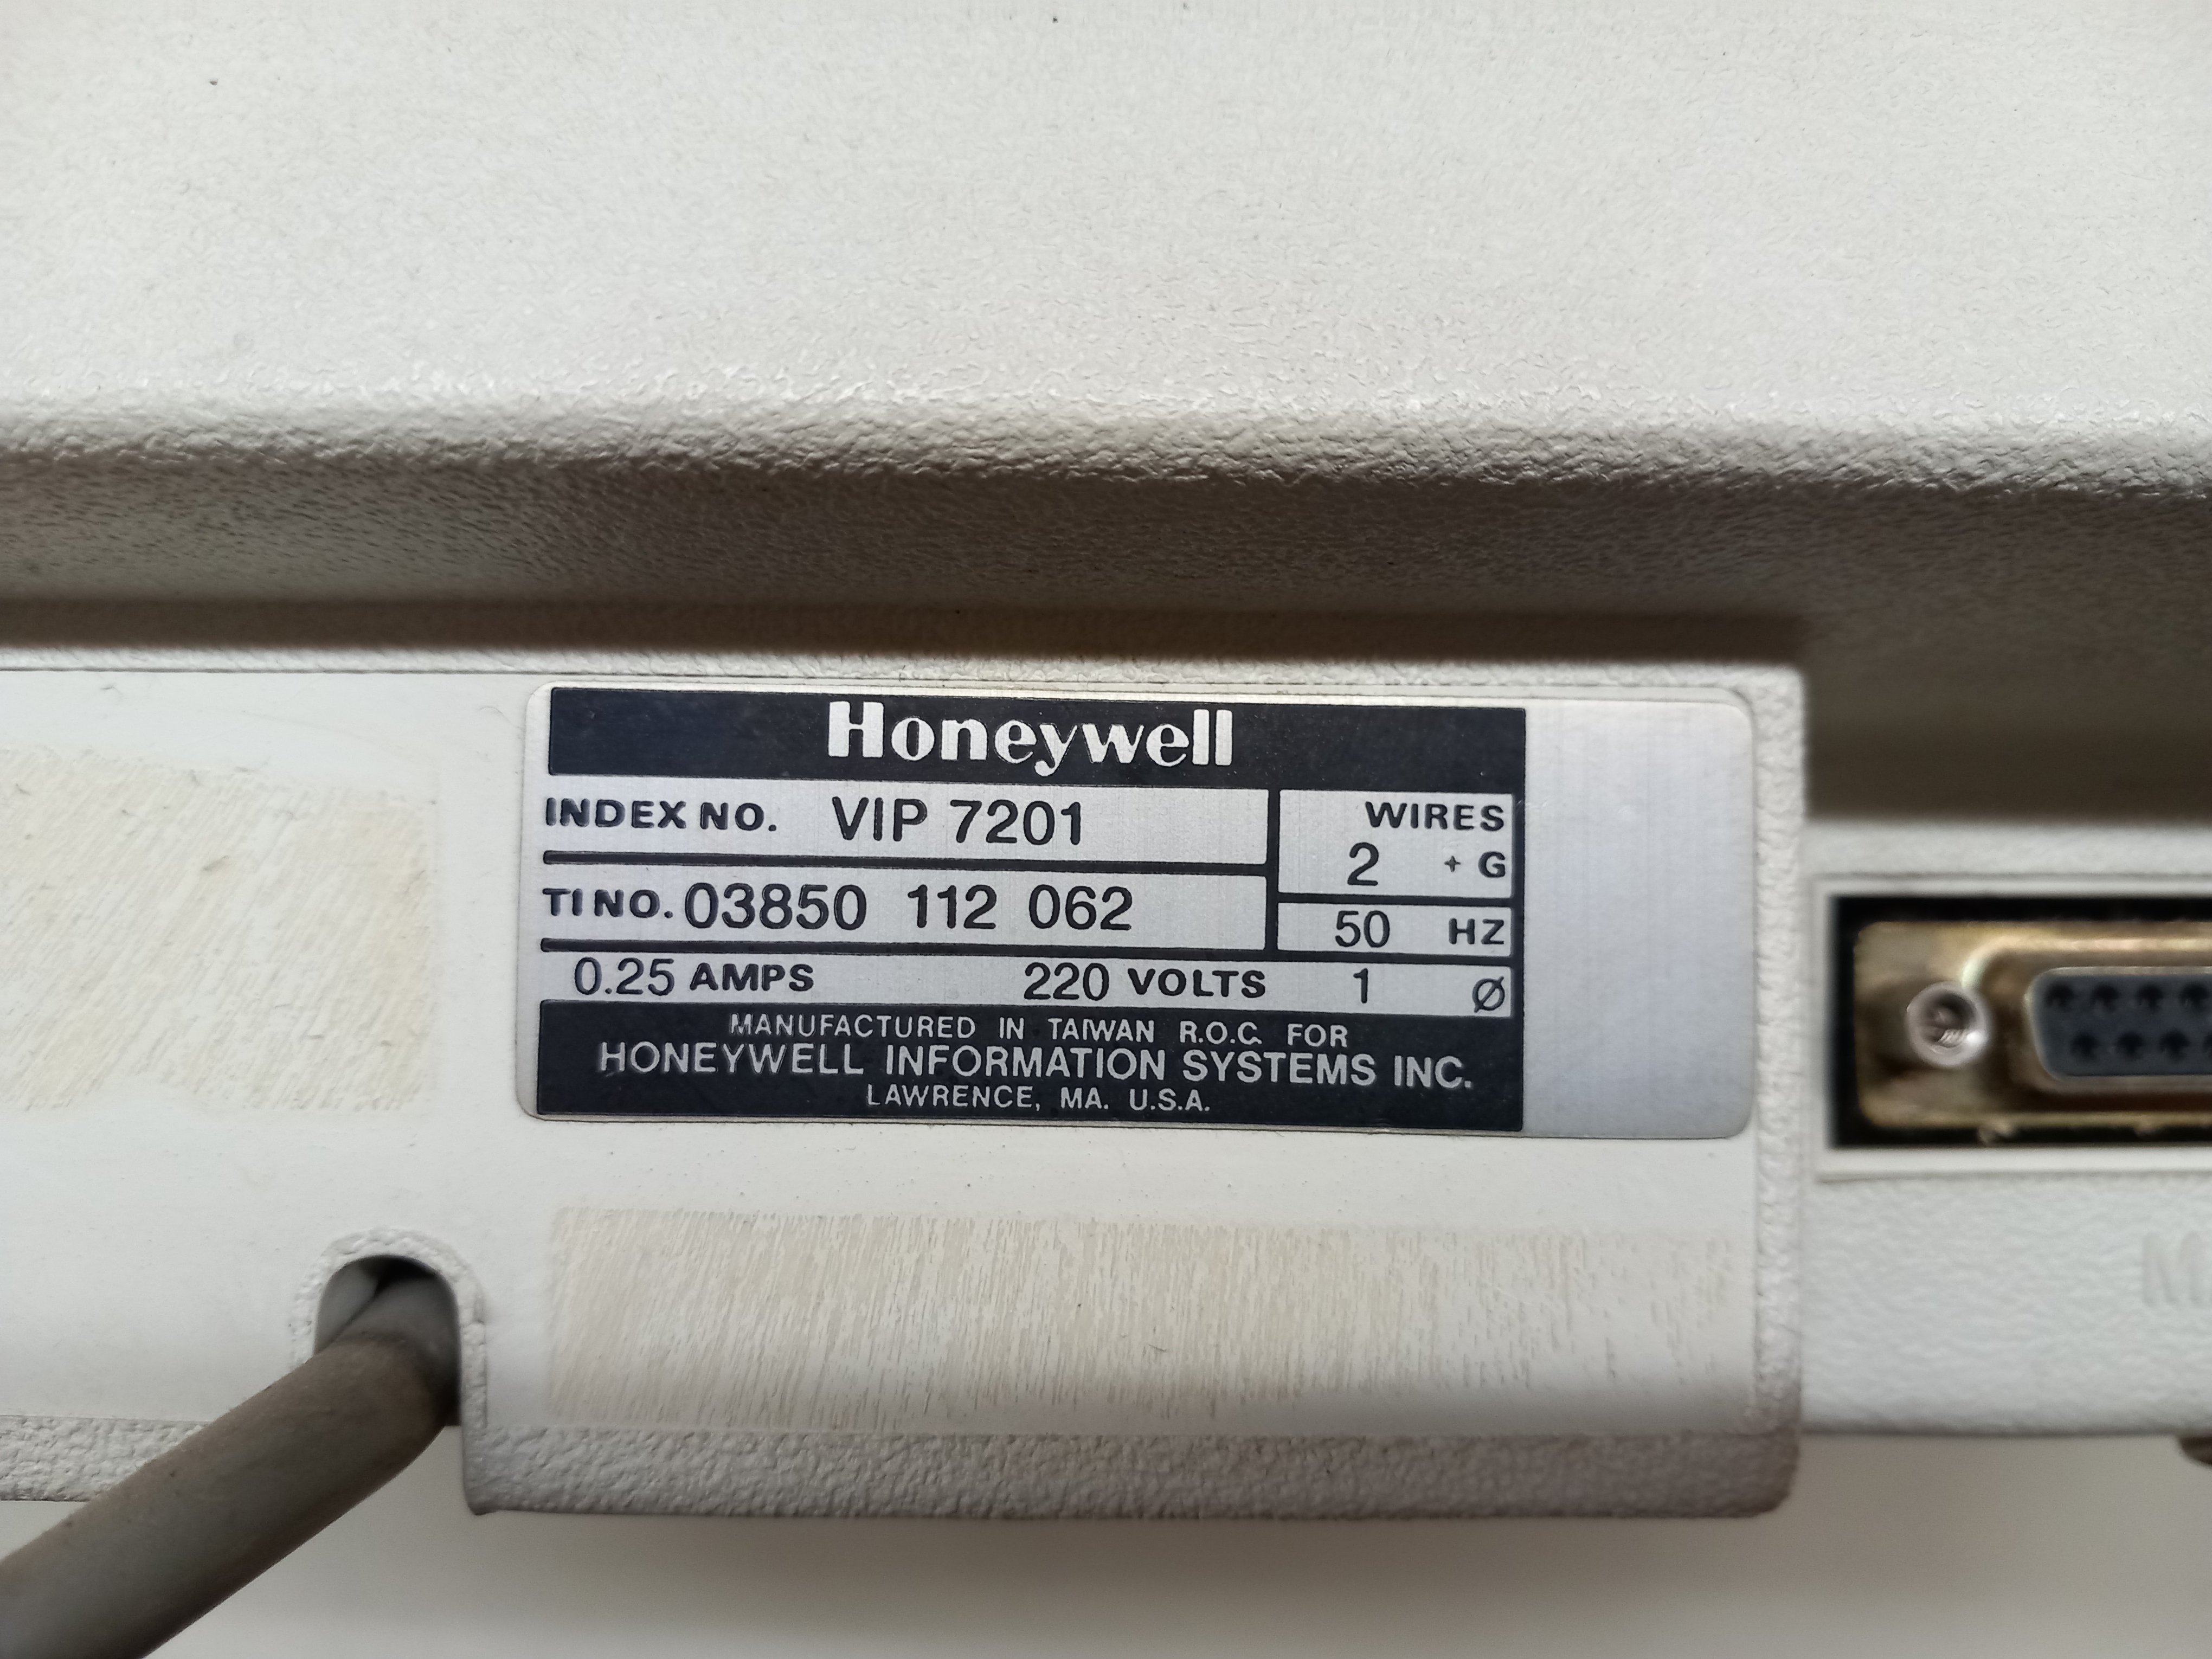 Honeywell
INDEX NO. VIP 7201
WIRES
2 + G
TI NO. 03850 112 062
50 HZ
0.25 AMPS 220 VOLTS 1 Ø
MANUFACTURED IN TAIWAN R.O.C. FOR
HONEYWELL INFORMATION SYSTEMS INC.
LAWRENCE, MA. U.S.A.